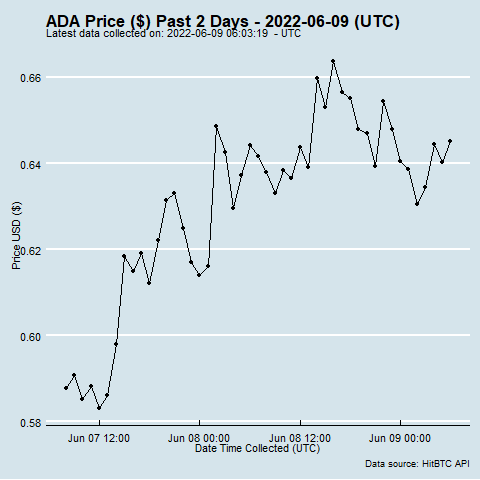 ADA Price ($) Past 2 Days - 2022-06-09 (UTC)
Latest data collected on: 2022-06-09 06:03:19 - UTC
0.66
0.64
0.62
0.60
0.58
Price USD ($)
Jun 07 12:00
Jun 08 00:00
Jun 08 12:00
Jun 09 00:00
Date Time Collected (UTC)
Data source: HitBTC API